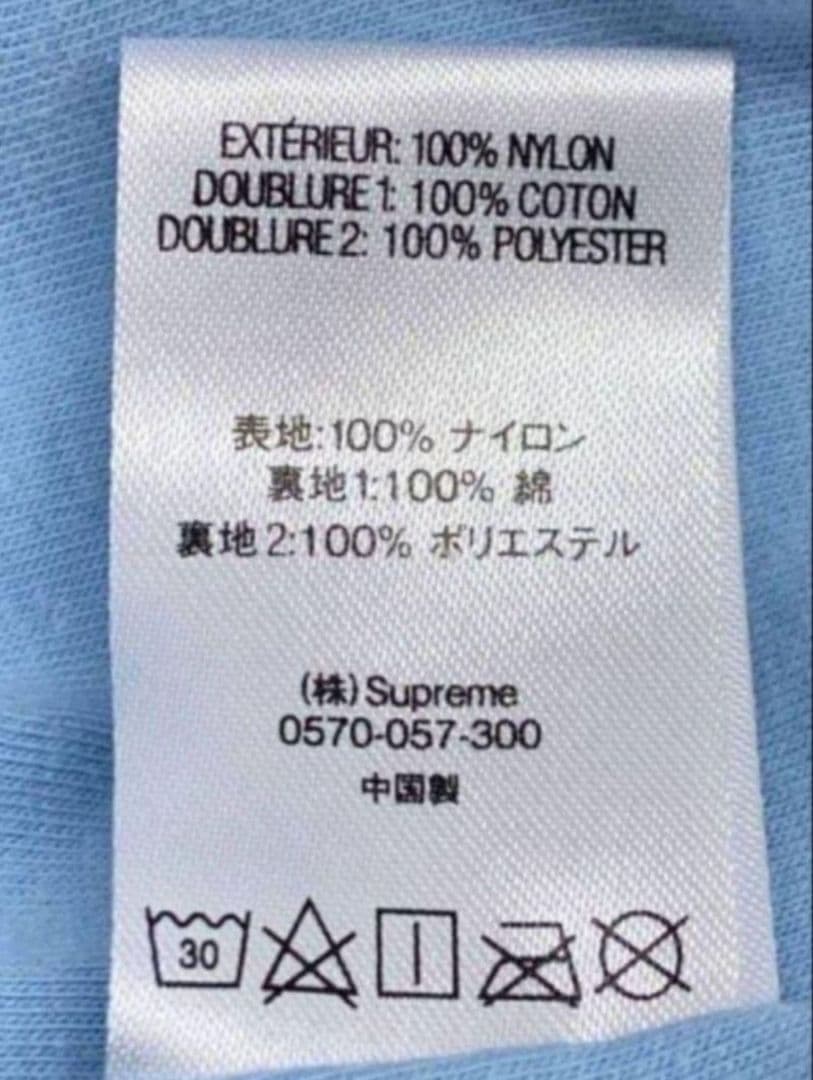 EXTÉRIEUR: 100% NYLON
DOUBLURE 1: 100% COTON
DOUBLURE 2: 100% POLYESTER
表地:100% ナイロン
裏地1:100% 綿
裏地2:100% ポリエステル
(株)Supreme
0570-057-300
中国製
30